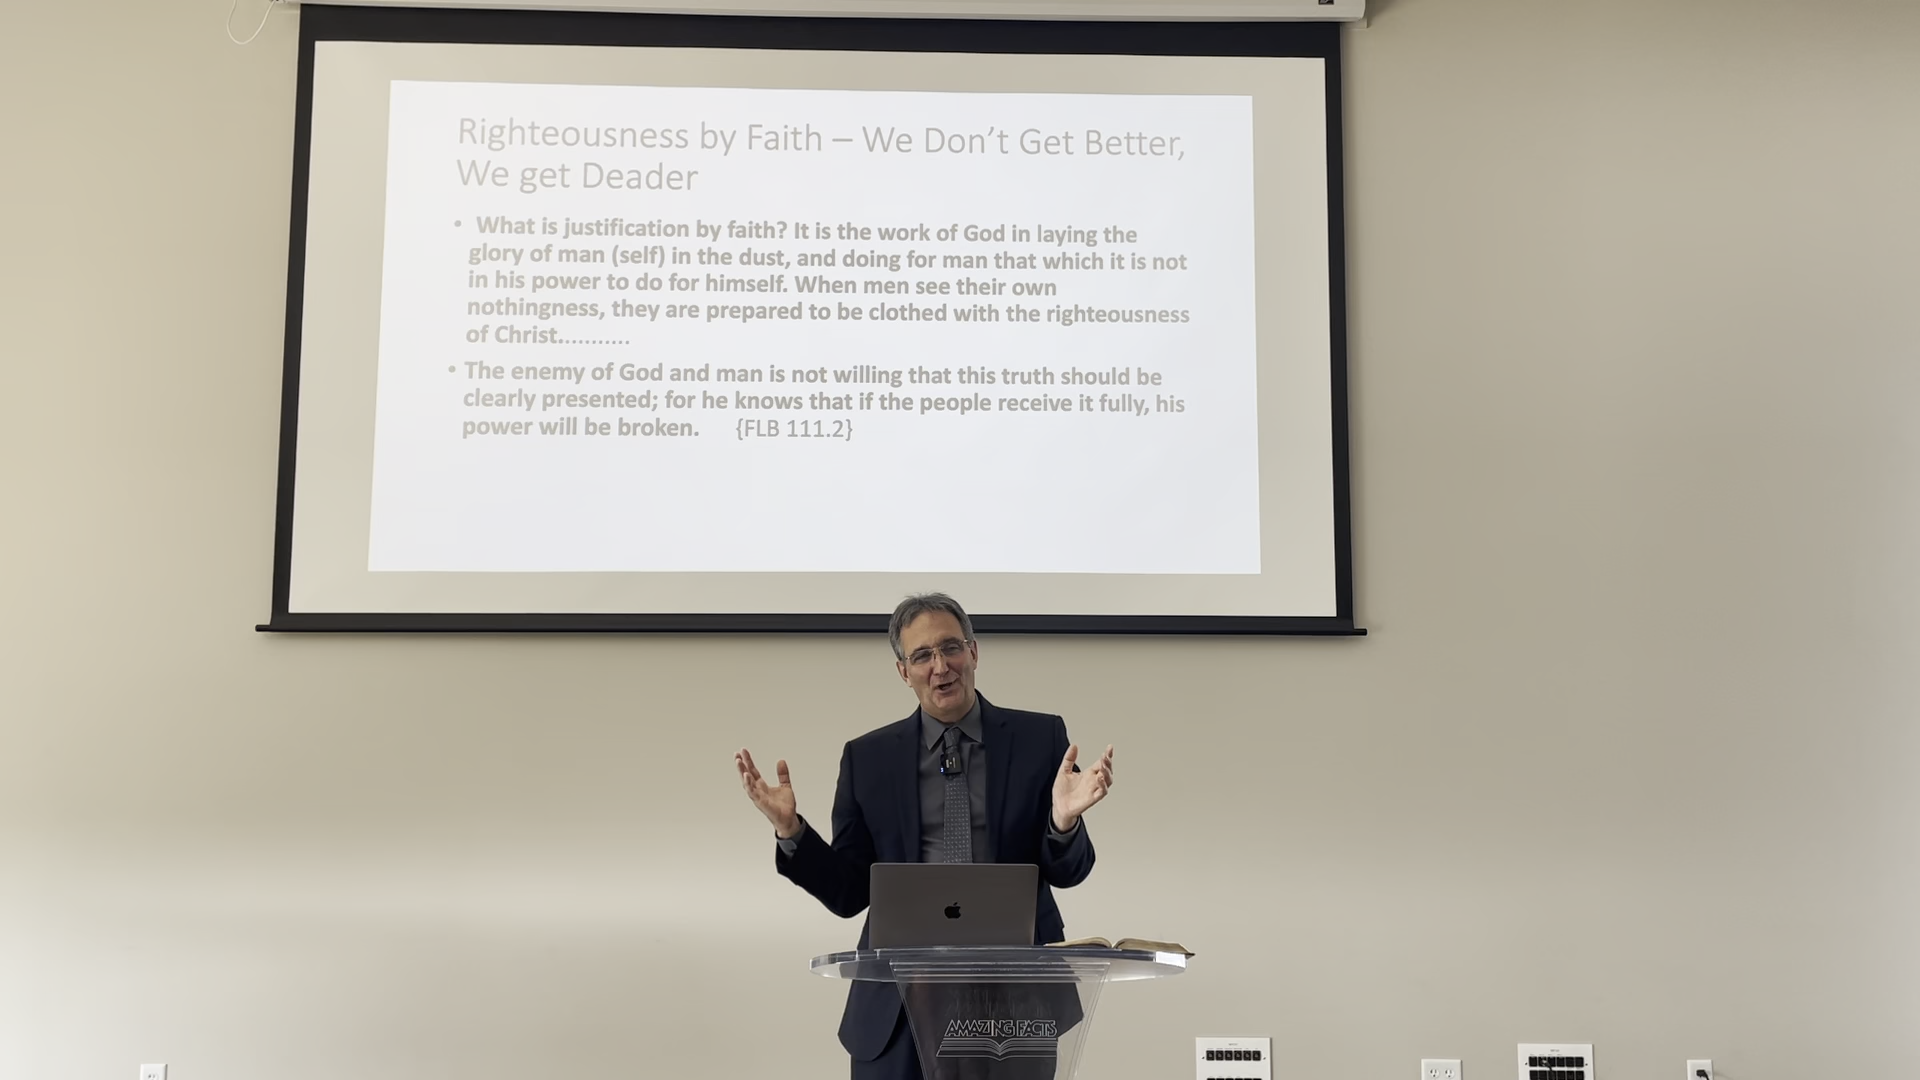 Righteousness by Faith – We Don't Get Better,
We get Deader
• What is justification by faith? It is the work of God in laying the
glory of man (self) in the dust, and doing for man that which it is not
in his power to do for himself. When men see their own
nothingness, they are prepared to be clothed with the righteousness
of Christ...........
• The enemy of God and man is not willing that this truth should be
clearly presented; for he knows that if the people receive it fully, his
power will be broken. {FLB 111.2}
AMAZING FACTS